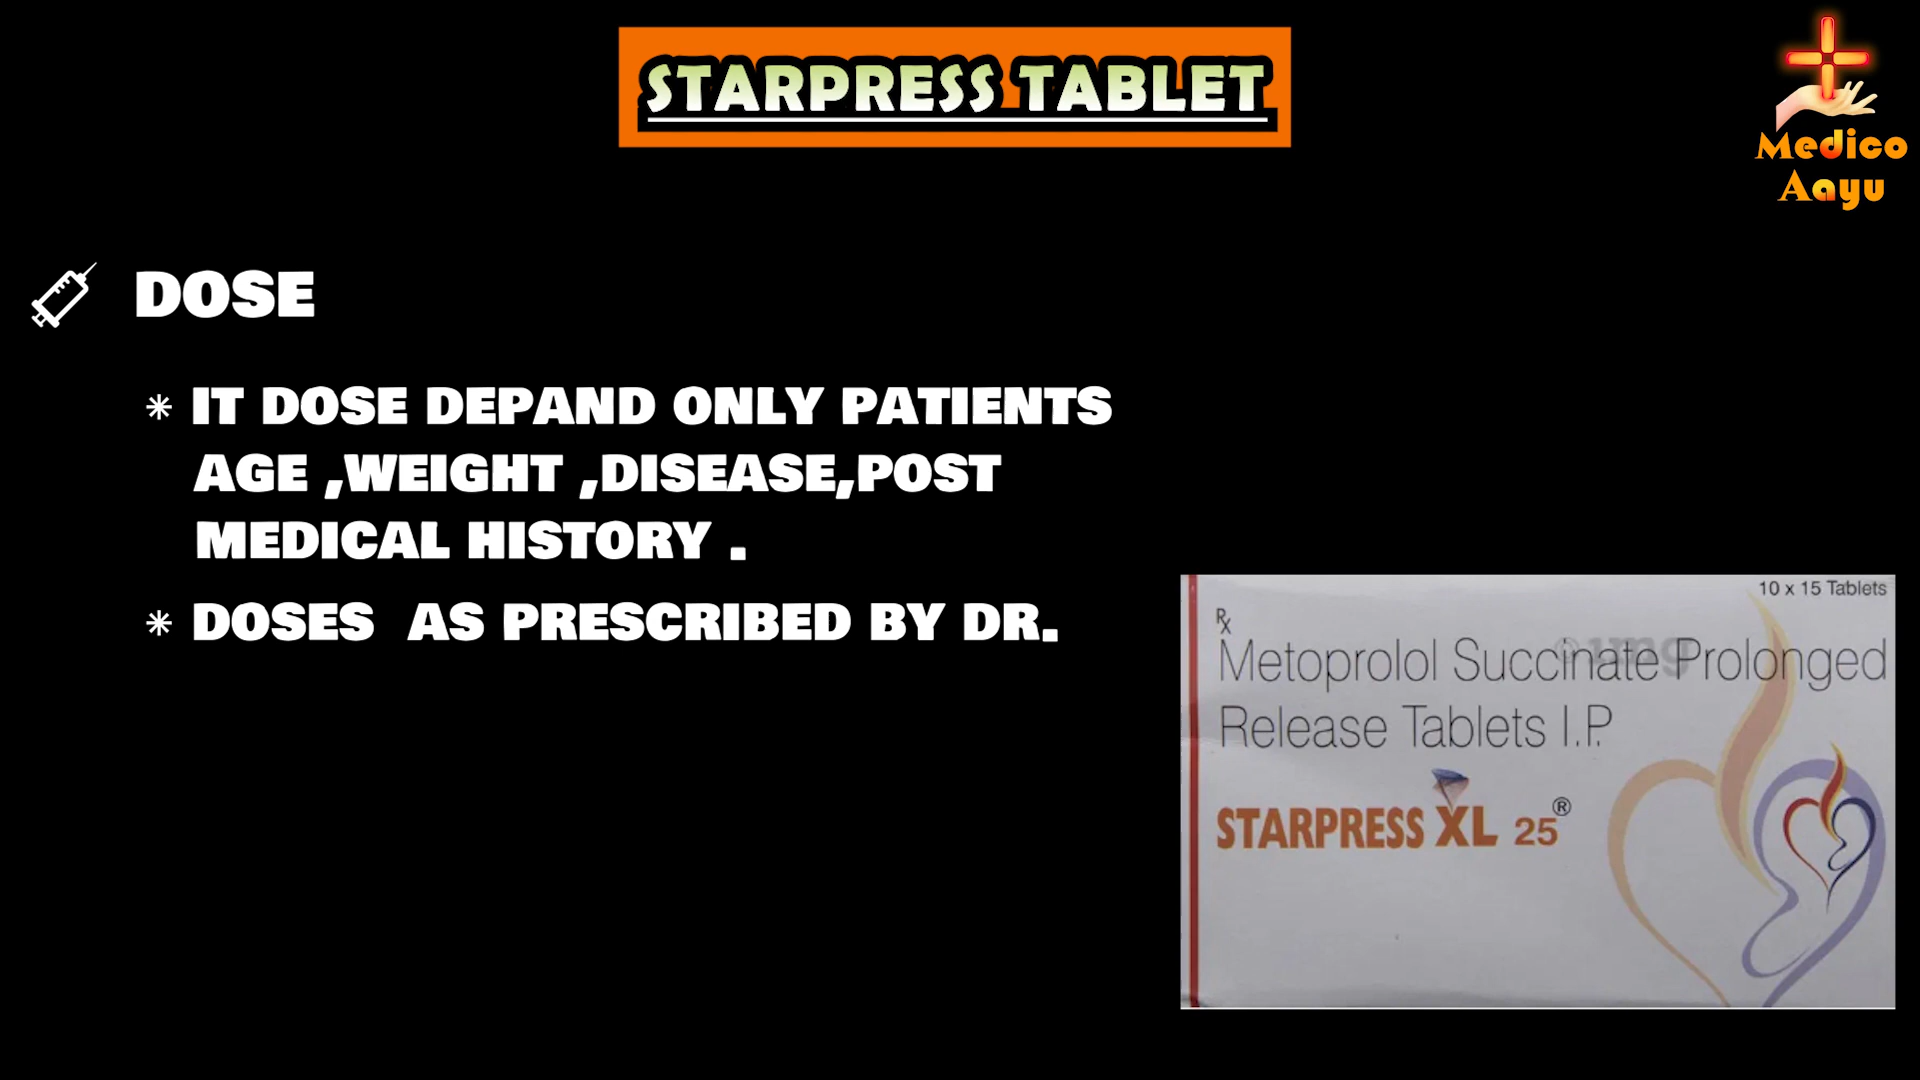 STARPRESS TABLET
Medico
Aayu
DOSE
* IT DOSE DEPAND ONLY PATIENTS
AGE ,WEIGHT ,DISEASE,POST
MEDICAL HISTORY .
* DOSES AS PRESCRIBED BY DR.
10 x 15 Tablets
Rx
Metoprolol Succinate Prolonged
Release Tablets I.P.
STARPRESS XL 25®
1mg